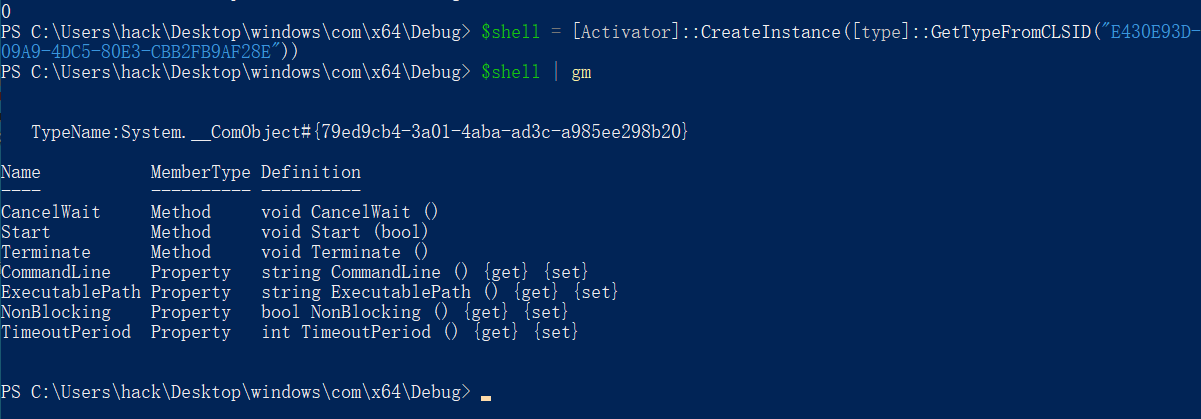 0
PS C:\Users\hack\Desktop\windows\com\x64\Debug> $shell = [Activator]::CreateInstance([type]::GetTypeFromCLSID("E430E93D-
09A9-4DC5-80E3-CBB2FB9AF28E"))
PS C:\Users\hack\Desktop\windows\com\x64\Debug> $shell | gm
TypeName:System.__ComObject#{79ed9cb4-3a01-4aba-ad3c-a985ee298b20}
Name MemberType Definition
---- ---------- ----------
CancelWait Method void CancelWait ()
Start Method void Start (bool)
Terminate Method void Terminate ()
CommandLine Property string CommandLine () {get} {set}
ExecutablePath Property string ExecutablePath () {get} {set}
NonBlocking Property bool NonBlocking () {get} {set}
TimeoutPeriod Property int TimeoutPeriod () {get} {set}
PS C:\Users\hack\Desktop\windows\com\x64\Debug>